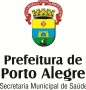 Prefeitura de
Porto Alegre
Secretaria Municipal de Saúde